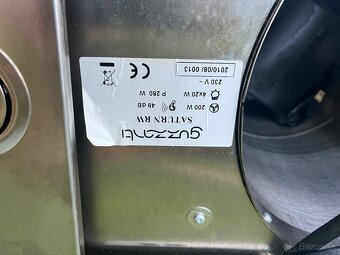 guzzanti
SATURN RW
200 W 49 dB
4x20 W P 280 W
230 V ~
2010/08/ 0013
CE